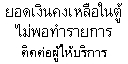 ยอดเงินคงเหลือในตู้
ไม่พอทำรายการ
ติดต่อผู้ให้บริการ